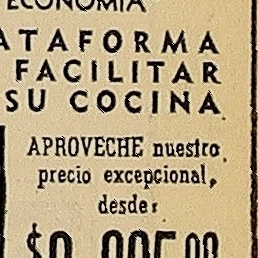 ECONOMIA
ATAFORMA
FACILITAR
SU COCINA
APROVECHE nuestro
precio excepcional,
desde: